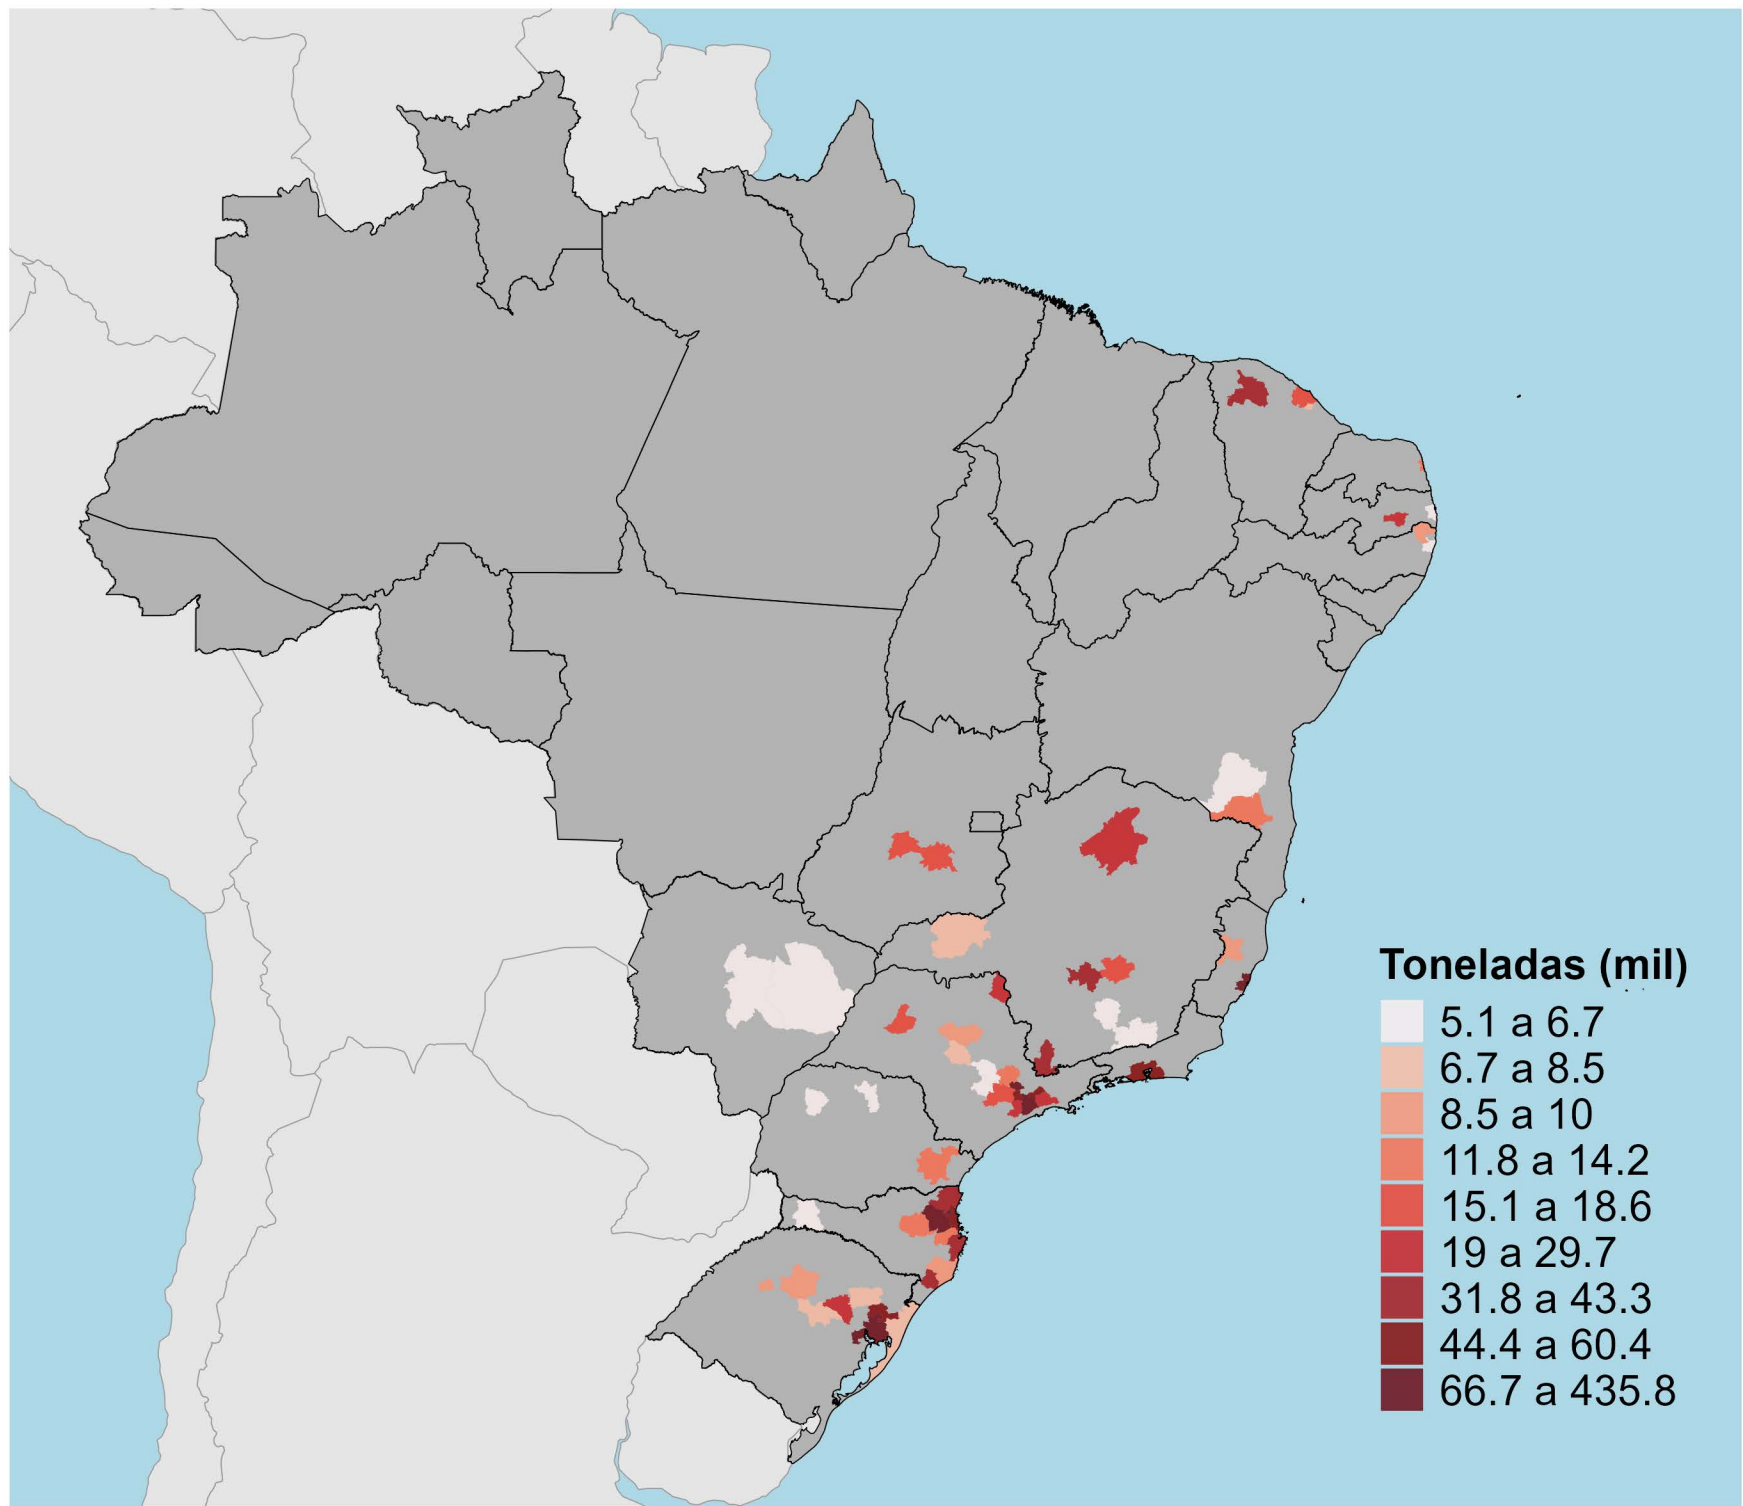 Toneladas (mil)
5.1 a 6.7
6.7 a 8.5
8.5 a 10
11.8 a 14.2
15.1 a 18.6
19 a 29.7
31.8 a 43.3
44.4 a 60.4
66.7 a 435.8